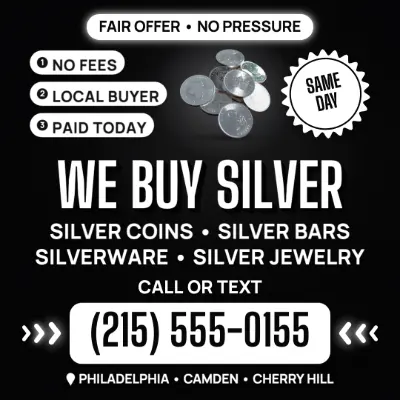 FAIR OFFER • NO PRESSURE
1 NO FEES
2 LOCAL BUYER
3 PAID TODAY
SAME
DAY
WE BUY SILVER
SILVER COINS • SILVER BARS
SILVERWARE • SILVER JEWELRY
CALL OR TEXT
(215) 555-0155
PHILADELPHIA • CAMDEN • CHERRY HILL